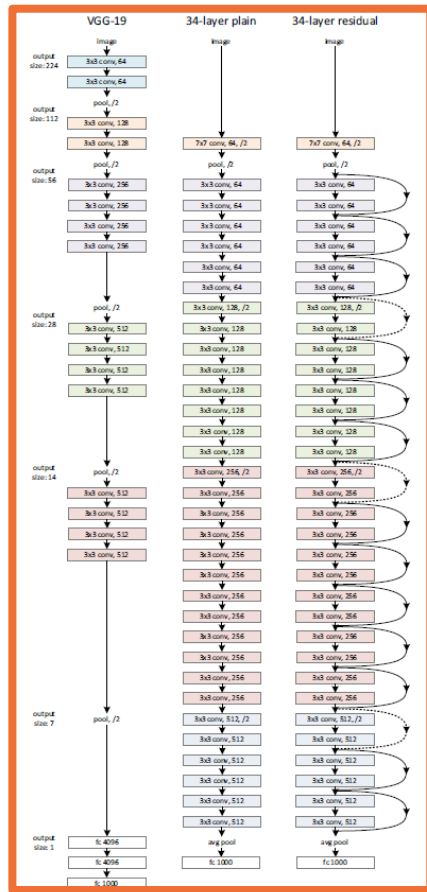 output
size: 224
output
size: 112
output
size: 56
output
size: 28
output
size: 14
output
size: 7
output
size: 1
VGG-19
image
3x3 conv, 64
3x3 conv, 64
pool, /2
3x3 conv, 128
3x3 conv, 128
pool, /2
3x3 conv, 256
3x3 conv, 256
3x3 conv, 256
3x3 conv, 256
pool, /2
3x3 conv, 512
3x3 conv, 512
3x3 conv, 512
3x3 conv, 512
pool, /2
3x3 conv, 512
3x3 conv, 512
3x3 conv, 512
3x3 conv, 512
pool, /2
fc 4096
fc 4096
fc 1000
34-layer plain
image
7x7 conv, 64, /2
pool, /2
3x3 conv, 64
3x3 conv, 64
3x3 conv, 64
3x3 conv, 64
3x3 conv, 64
3x3 conv, 64
3x3 conv, 128, /2
3x3 conv, 128
3x3 conv, 128
3x3 conv, 128
3x3 conv, 128
3x3 conv, 128
3x3 conv, 128
3x3 conv, 128
3x3 conv, 256, /2
3x3 conv, 256
3x3 conv, 256
3x3 conv, 256
3x3 conv, 256
3x3 conv, 256
3x3 conv, 256
3x3 conv, 256
3x3 conv, 256
3x3 conv, 256
3x3 conv, 256
3x3 conv, 256
3x3 conv, 512, /2
3x3 conv, 512
3x3 conv, 512
3x3 conv, 512
3x3 conv, 512
3x3 conv, 512
avg pool
fc 1000
34-layer residual
image
7x7 conv, 64, /2
pool, /2
3x3 conv, 64
3x3 conv, 64
3x3 conv, 64
3x3 conv, 64
3x3 conv, 64
3x3 conv, 64
3x3 conv, 128, /2
3x3 conv, 128
3x3 conv, 128
3x3 conv, 128
3x3 conv, 128
3x3 conv, 128
3x3 conv, 128
3x3 conv, 128
3x3 conv, 256, /2
3x3 conv, 256
3x3 conv, 256
3x3 conv, 256
3x3 conv, 256
3x3 conv, 256
3x3 conv, 256
3x3 conv, 256
3x3 conv, 256
3x3 conv, 256
3x3 conv, 256
3x3 conv, 256
3x3 conv, 512, /2
3x3 conv, 512
3x3 conv, 512
3x3 conv, 512
3x3 conv, 512
3x3 conv, 512
avg pool
fc 1000